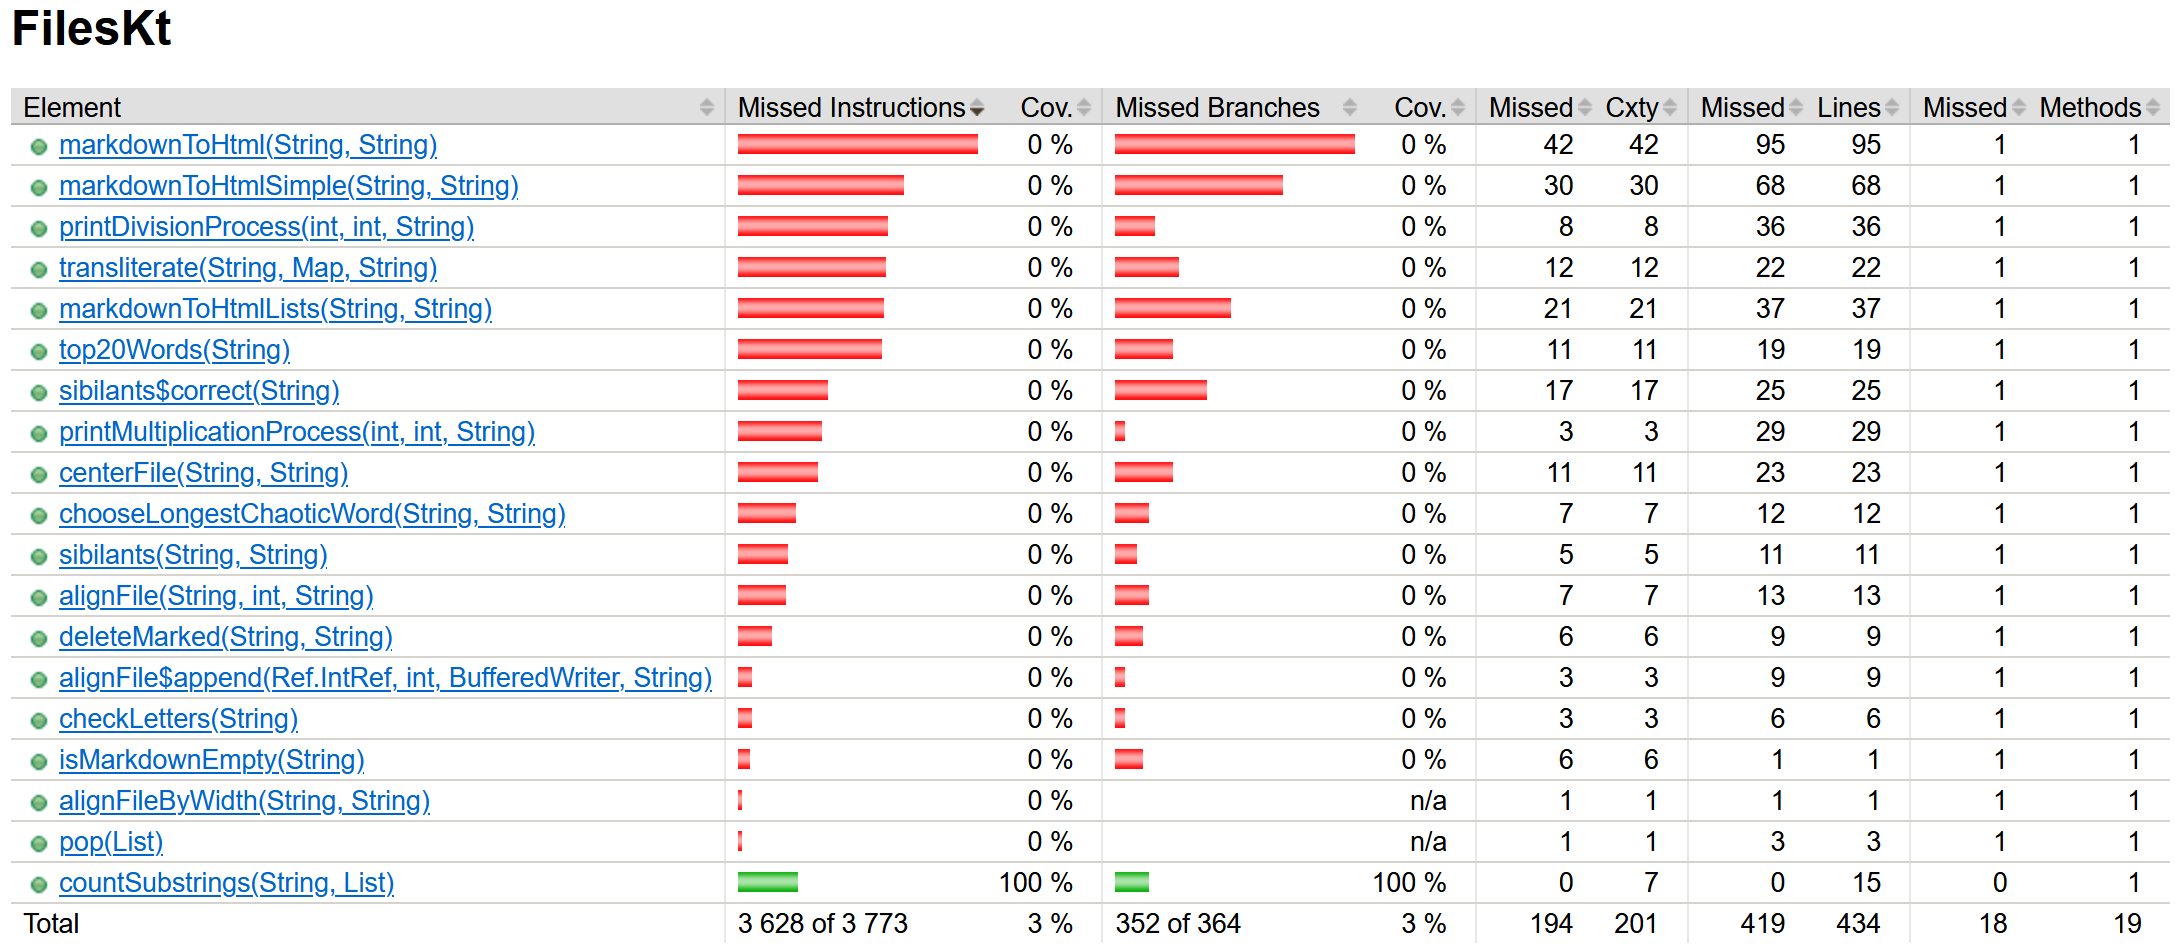 FilesKt
Element Missed Instructions Cov. Missed Branches Cov. Missed Cxty Missed Lines Missed Methods
markdownToHtml(String, String) 0 % 0 % 42 42 95 95 1 1
markdownToHtmlSimple(String, String) 0 % 0 % 30 30 68 68 1 1
printDivisionProcess(int, int, String) 0 % 0 % 8 8 36 36 1 1
transliterate(String, Map, String) 0 % 0 % 12 12 22 22 1 1
markdownToHtmlLists(String, String) 0 % 0 % 21 21 37 37 1 1
top20Words(String) 0 % 0 % 11 11 19 19 1 1
sibilants$correct(String) 0 % 0 % 17 17 25 25 1 1
printMultiplicationProcess(int, int, String) 0 % 0 % 3 3 29 29 1 1
centerFile(String, String) 0 % 0 % 11 11 23 23 1 1
chooseLongestChaoticWord(String, String) 0 % 0 % 7 7 12 12 1 1
sibilants(String, String) 0 % 0 % 5 5 11 11 1 1
alignFile(String, int, String) 0 % 0 % 7 7 13 13 1 1
deleteMarked(String, String) 0 % 0 % 6 6 9 9 1 1
alignFile$append(Ref.IntRef, int, BufferedWriter, String) 0 % 0 % 3 3 9 9 1 1
checkLetters(String) 0 % 0 % 3 3 6 6 1 1
isMarkdownEmpty(String) 0 % 0 % 6 6 1 1 1 1
alignFileByWidth(String, String) 0 % n/a 1 1 1 1 1 1
pop(List) 0 % n/a 1 1 3 3 1 1
countSubstrings(String, List) 100 % 100 % 0 7 0 15 0 1
Total 3 628 of 3 773 3 % 352 of 364 3 % 194 201 419 434 18 19